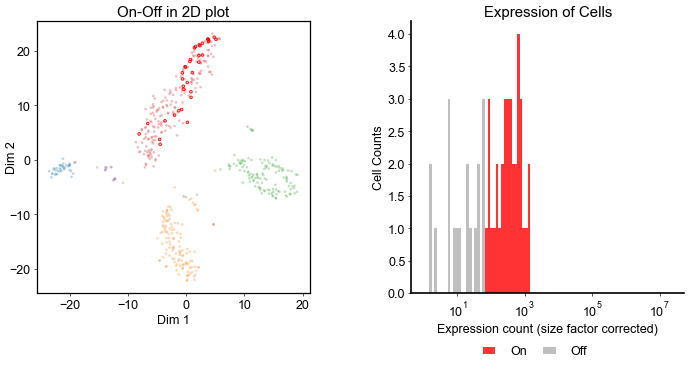 On-Off in 2D plot
20
10
0
−10
−20
Dim 2
−20 −10 0 10 20
Dim 1
Expression of Cells
4.0
3.5
3.0
2.5
2.0
1.5
1.0
0.5
0.0
Cell Counts
10^1 10^3 10^5 10^7
Expression count (size factor corrected)
On Off